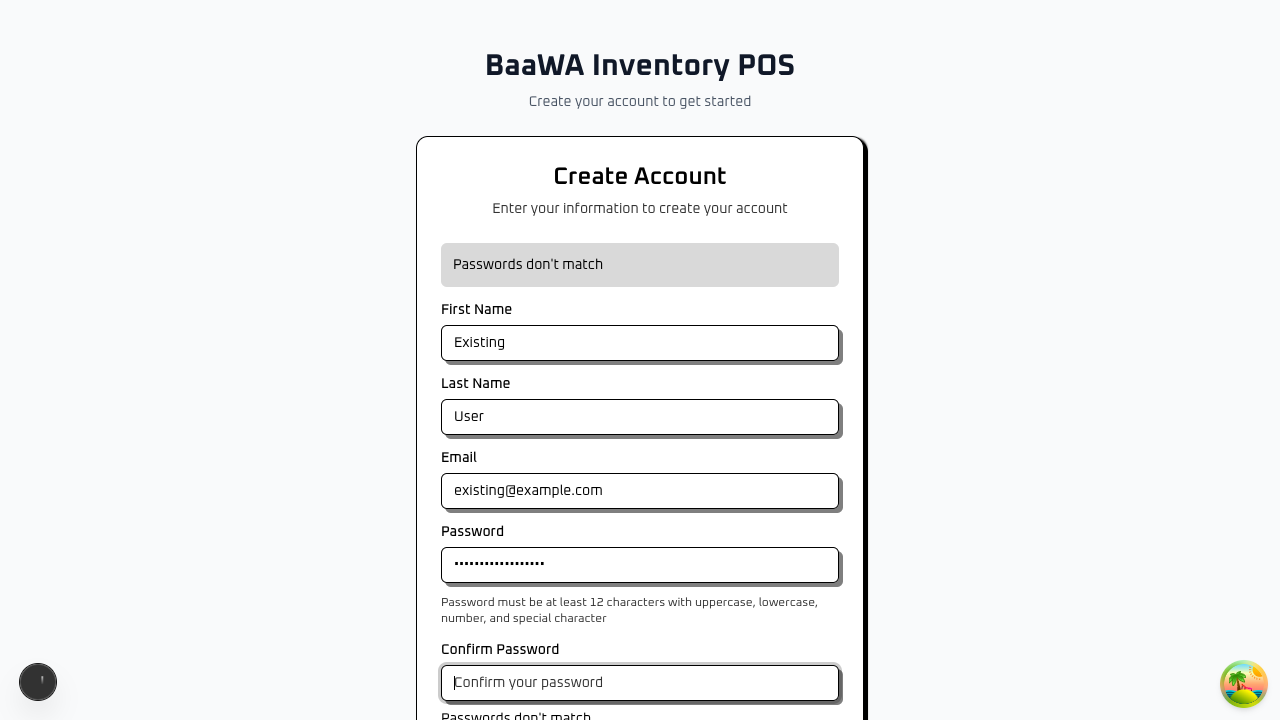 BaaWA Inventory POS
Create your account to get started
Create Account
Enter your information to create your account
Passwords don't match
First Name
Existing
Last Name
User
Email
existing@example.com
Password
••••••••••••••••••
Password must be at least 12 characters with uppercase, lowercase,
number, and special character
Confirm Password
Confirm your password
Passwords don't match